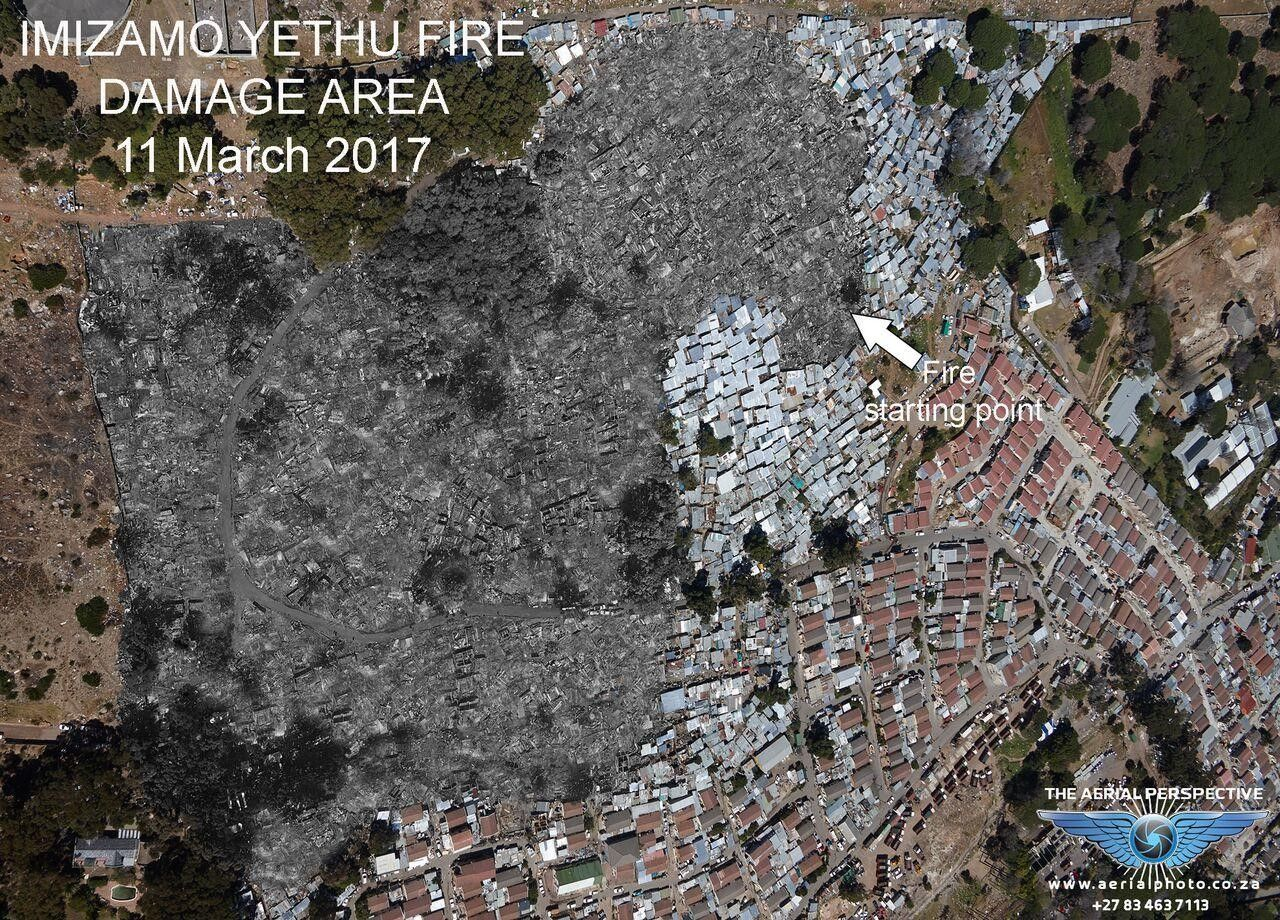 IMIZAMO YETHU FIRE
DAMAGE AREA
11 March 2017
Fire
starting point
THE AERIAL PERSPECTIVE
www.aerialphoto.co.za
+27 83 463 7113